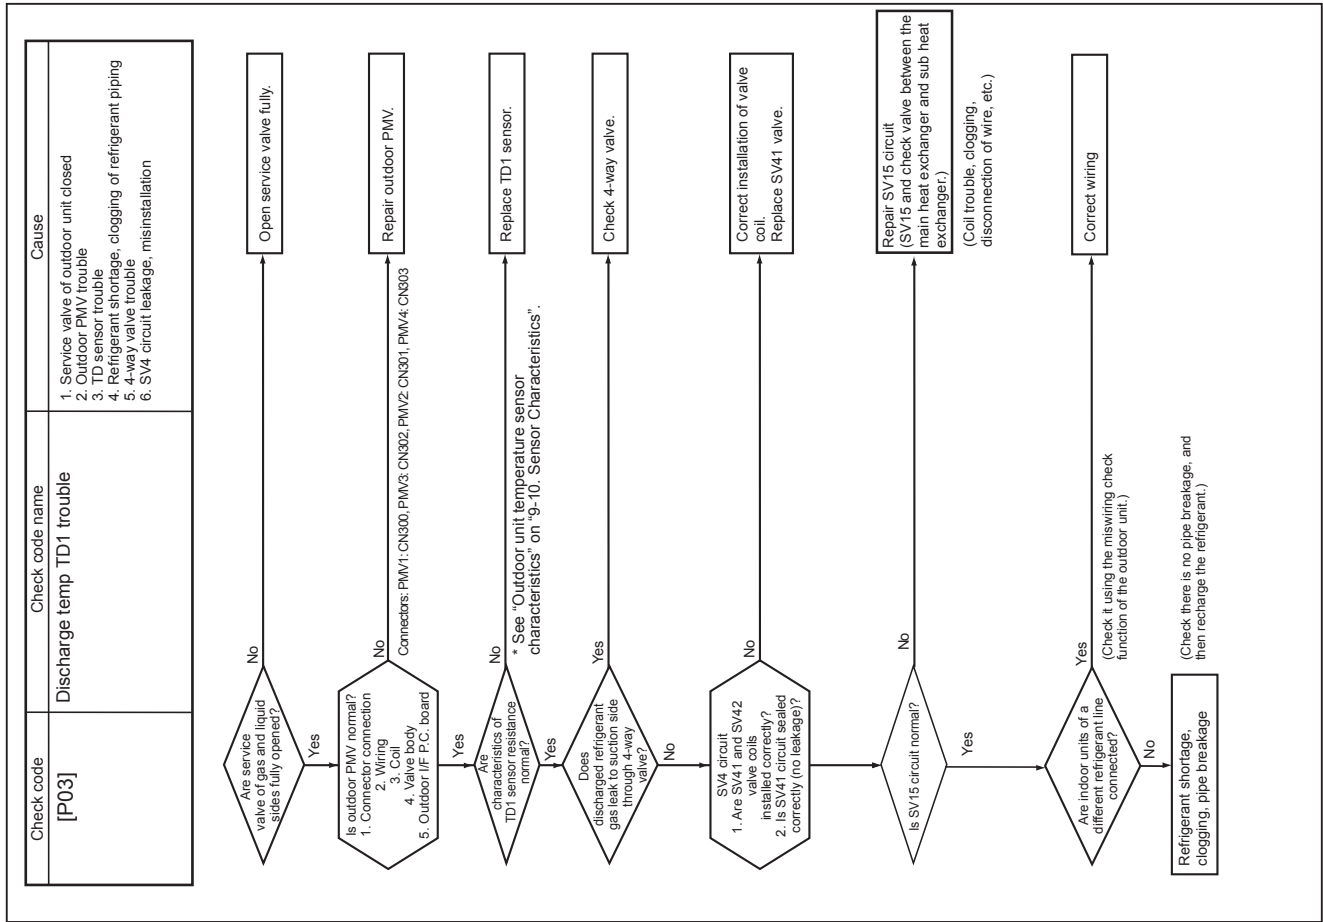 Check code
Check code name
Cause
[P03]
Discharge temp TD1 trouble
1. Service valve of outdoor unit closed
2. Outdoor PMV trouble
3. TD sensor trouble
4. Refrigerant shortage, clogging of refrigerant piping
5. 4-way valve trouble
6. SV4 circuit leakage, misinstallation
Are service
valve of gas and liquid
sides fully opened?
No
Open service valve fully.
Yes
Is outdoor PMV normal?
1. Connector connection
2. Wiring
3. Coil
4. Valve body
5. Outdoor I/F P.C. board
No
Connectors: PMV1: CN300, PMV3: CN302, PMV2: CN301, PMV4: CN303
Repair outdoor PMV.
Yes
Are
characteristics of
TD1 sensor resistance
normal?
No
* See “Outdoor unit temperature sensor
characteristics” on “9-10. Sensor Characteristics”.
Replace TD1 sensor.
Yes
Does
discharged refrigerant
gas leak to suction side
through 4-way
valve?
Yes
Check 4-way valve.
No
SV4 circuit
1. Are SV41 and SV42
valve coils
installed correctly?
2. Is SV41 circuit sealed
correctly (no leakage)?
No
Correct installation of valve
coil.
Replace SV41 valve.
Yes
Is SV15 circuit normal?
No
Repair SV15 circuit
(SV15 and check valve between the
main heat exchanger and sub heat
exchanger.)
(Coil trouble, clogging,
disconnection of wire, etc.)
Yes
Are indoor units of a
different refrigerant line
connected?
Yes
(Check it using the miswiring check
function of the outdoor unit.)
Correct wiring
No
Refrigerant shortage,
clogging, pipe breakage
(Check there is no pipe breakage, and
then recharge the refrigerant.)